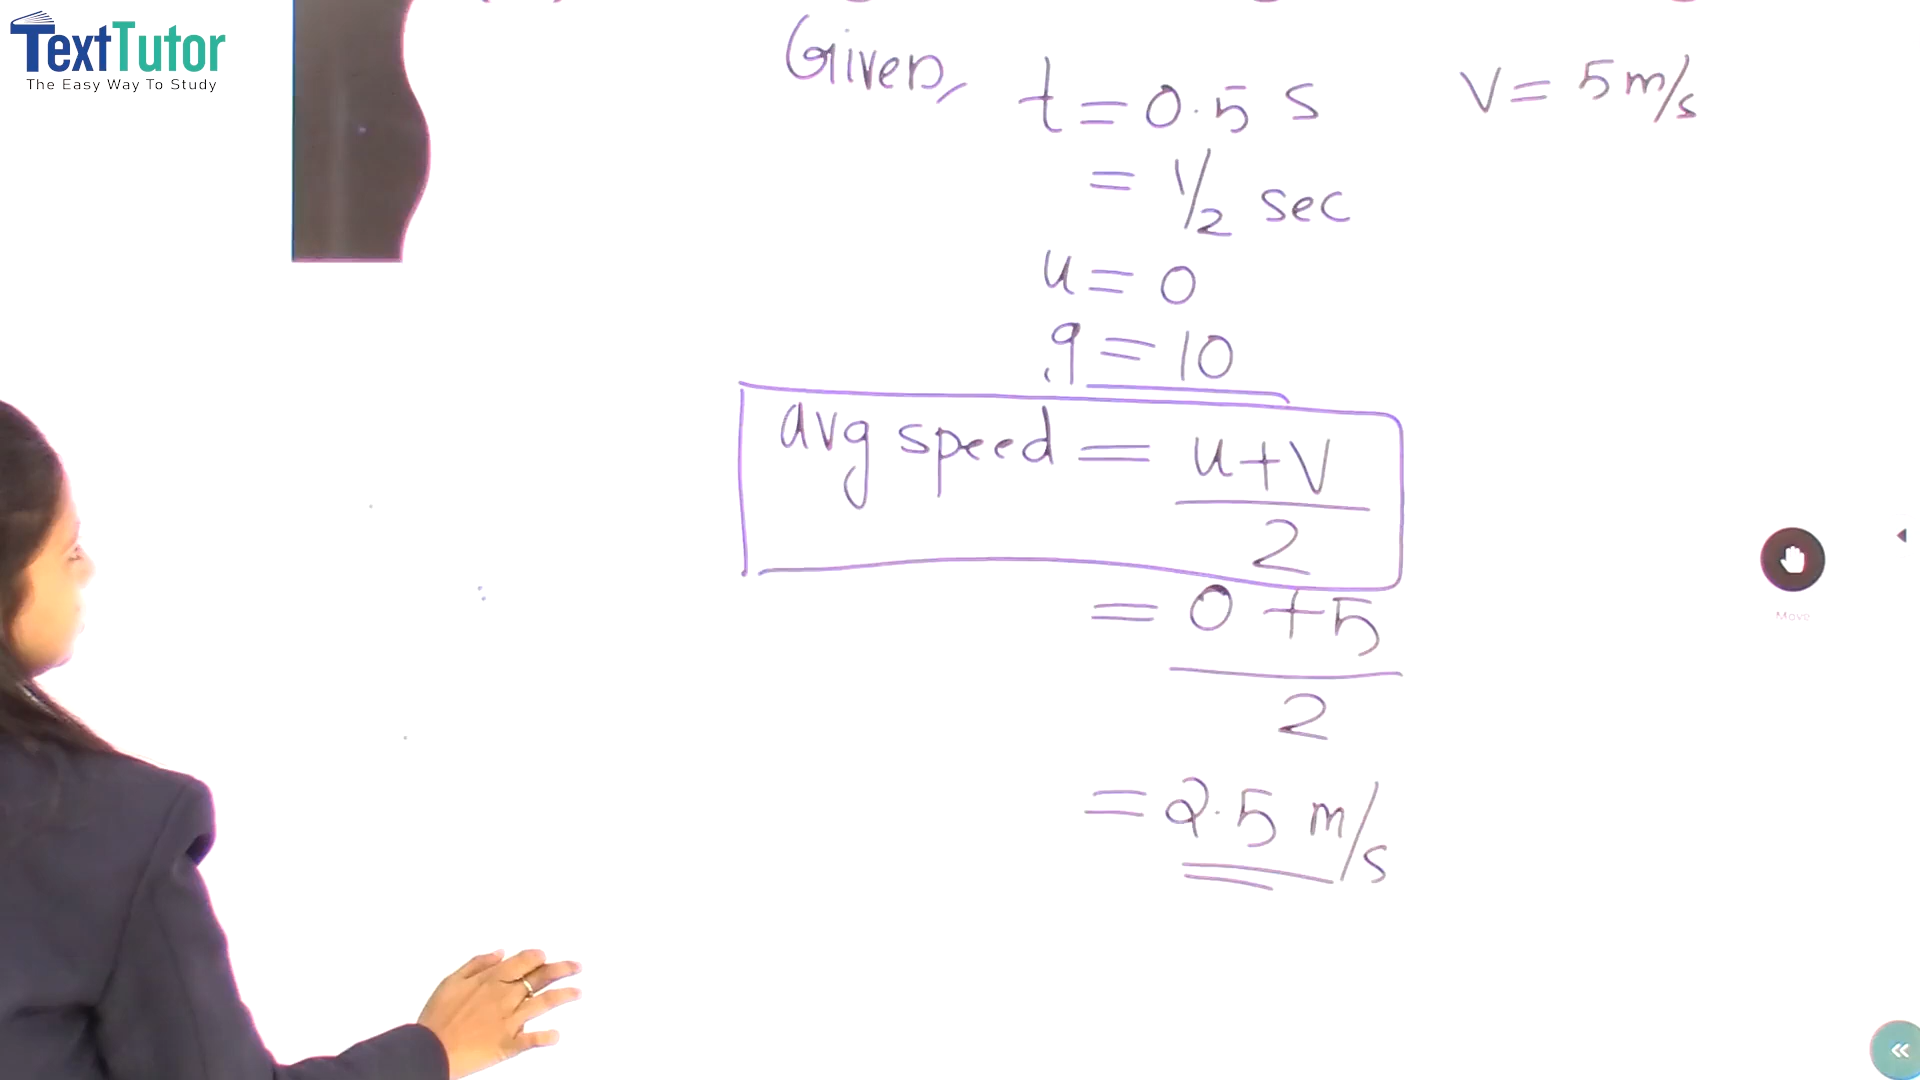 TextTutor
The Easy Way To Study
Given, t = 0.5 s v = 5 m/s
= 1/2 sec
u = 0
g = 10
avg speed = u+v
2
= 0 + 5
2
= 2.5 m/s
Move